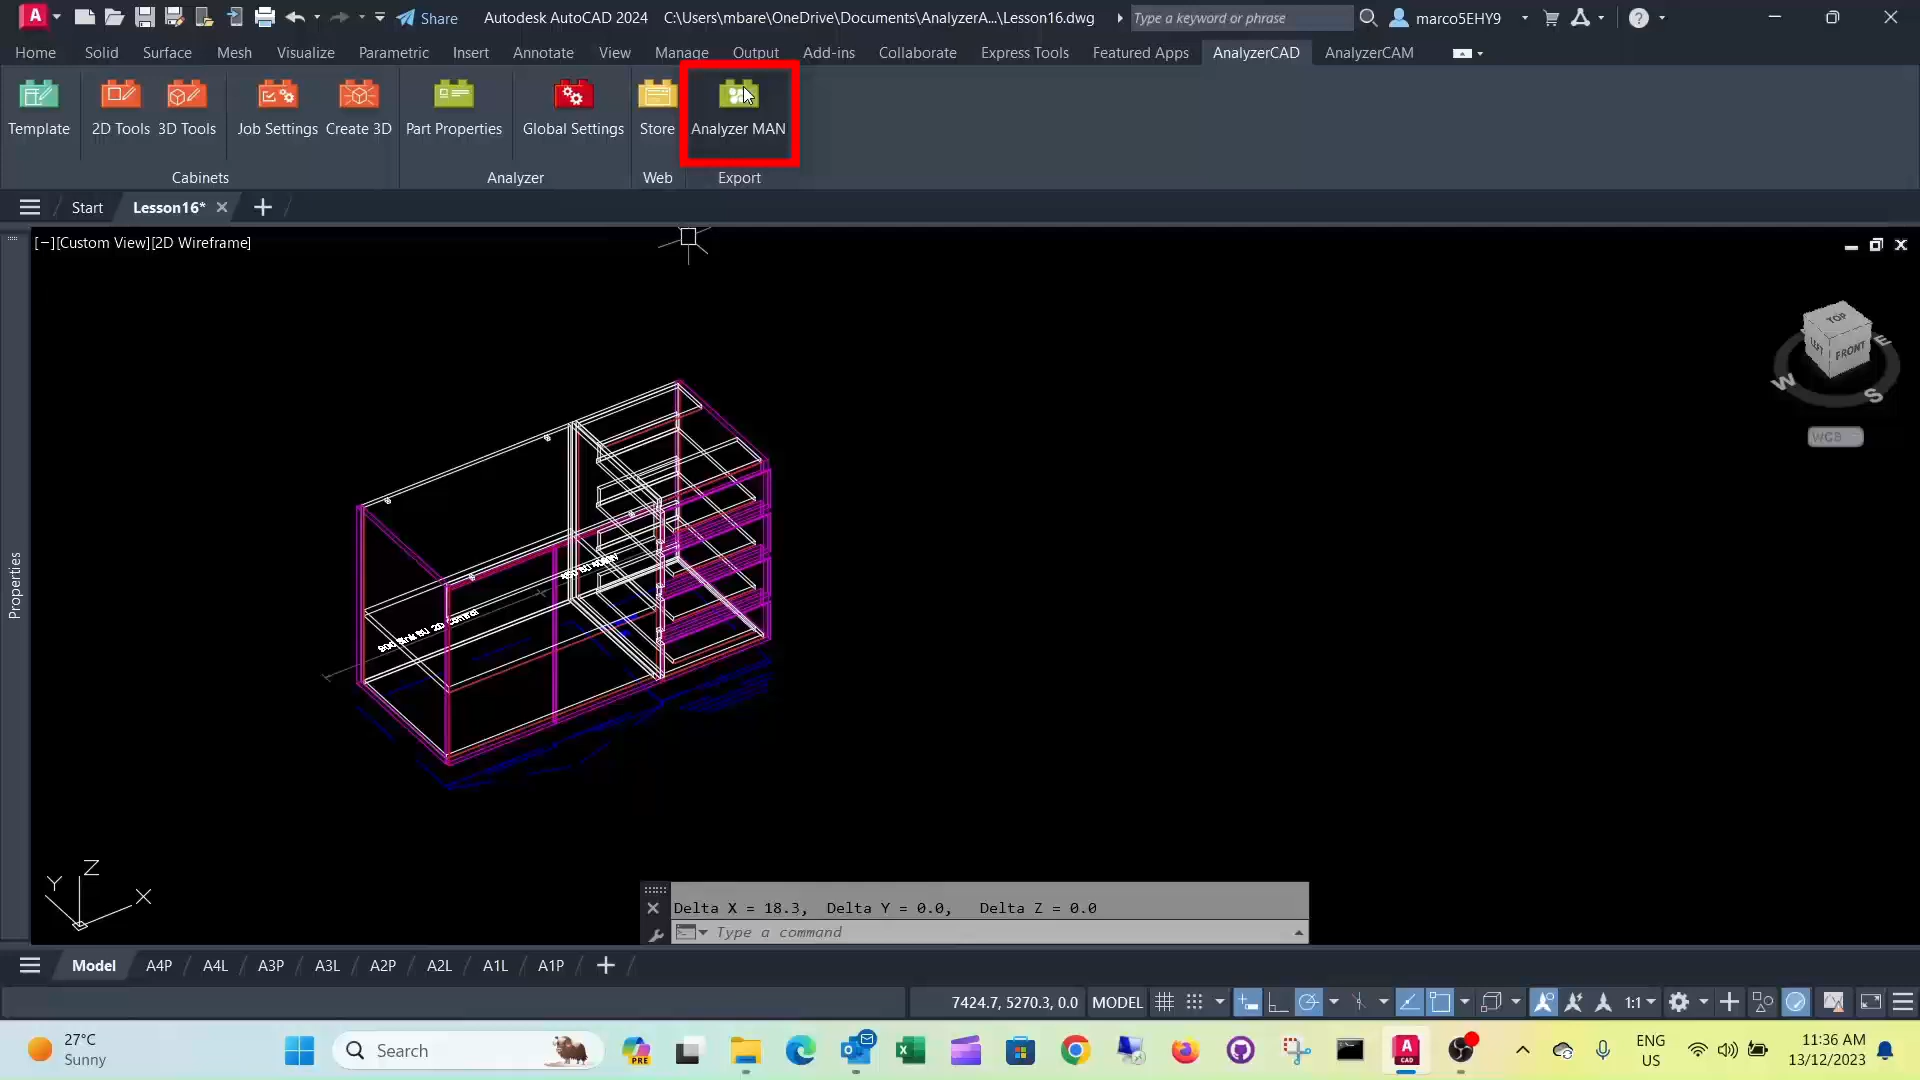 Share
Autodesk AutoCAD 2024 C:\Users\mbare\OneDrive\Documents\AnalyzerA...\Lesson16.dwg
Type a keyword or phrase
marco5EHY9
Home Solid Surface Mesh Visualize Parametric Insert Annotate View Manage Output Add-ins Collaborate Express Tools Featured Apps AnalyzerCAD AnalyzerCAM
Template 2D Tools 3D Tools Job Settings Create 3D Part Properties Global Settings Store Analyzer MAN
Cabinets Analyzer Web Export
Start Lesson16*
[−][Custom View][2D Wireframe]
TOP
LEFT FRONT
E
W
S
WCS
Properties
Z
Y X
Delta X = 18.3, Delta Y = 0.0, Delta Z = 0.0
Type a command
Model A4P A4L A3P A3L A2P A2L A1L A1P
7424.7, 5270.3, 0.0 MODEL 1:1
27°C
Sunny
Search
PRE
A
CAD
ENG
US
11:36 AM
13/12/2023